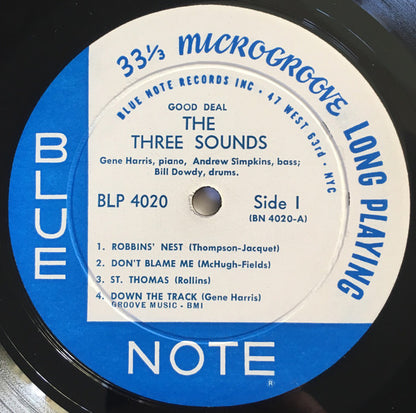 33⅓ MICROGROOVE LONG PLAYING
BLUE NOTE RECORDS INC • 47 WEST 63rd • NYC
GOOD DEAL
THE
THREE SOUNDS
Gene Harris, piano, Andrew Simpkins, bass;
Bill Dowdy, drums.
BLP 4020 Side 1
(BN 4020-A)
1. ROBBINS' NEST (Thompson-Jacquet)
2. DON'T BLAME ME (McHugh-Fields)
3. ST. THOMAS (Rollins)
4. DOWN THE TRACK (Gene Harris)
GROOVE MUSIC - BMI
BLUE
NOTE ®